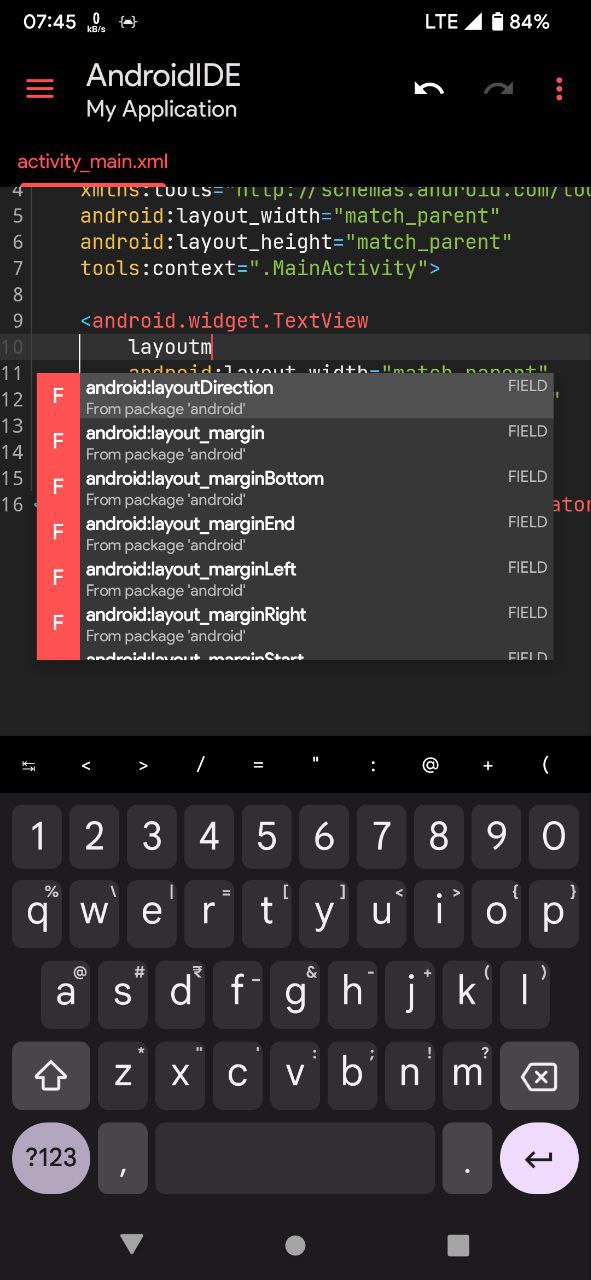 07:45 0 kB/s LTE 84%
AndroidIDE
My Application
activity_main.xml
4 xmlns:tools="http://schemas.android.com/too
5 android:layout_width="match_parent"
6 android:layout_height="match_parent"
7 tools:context=".MainActivity">
8
9 <android.widget.TextView
10 layoutm
11 android:layout_width="match_parent"
12 "
13
14
15
16 <
F android:layoutDirection FIELD
From package 'android'
F android:layout_margin FIELD
From package 'android'
F android:layout_marginBottom FIELD
From package 'android'
F android:layout_marginEnd FIELD
From package 'android'
F android:layout_marginLeft FIELD
From package 'android'
F android:layout_marginRight FIELD
From package 'android'
android:layout_marginStart FIELD
< > / = " : @ + (
1 2 3 4 5 6 7 8 9 0
% \ | = [ ] < > { }
q w e r t y u i o p
@ # ₹ _ & - + ( )
a s d f g h j k l
* " ' : ; ! ?
z x c v b n m
?123 , .